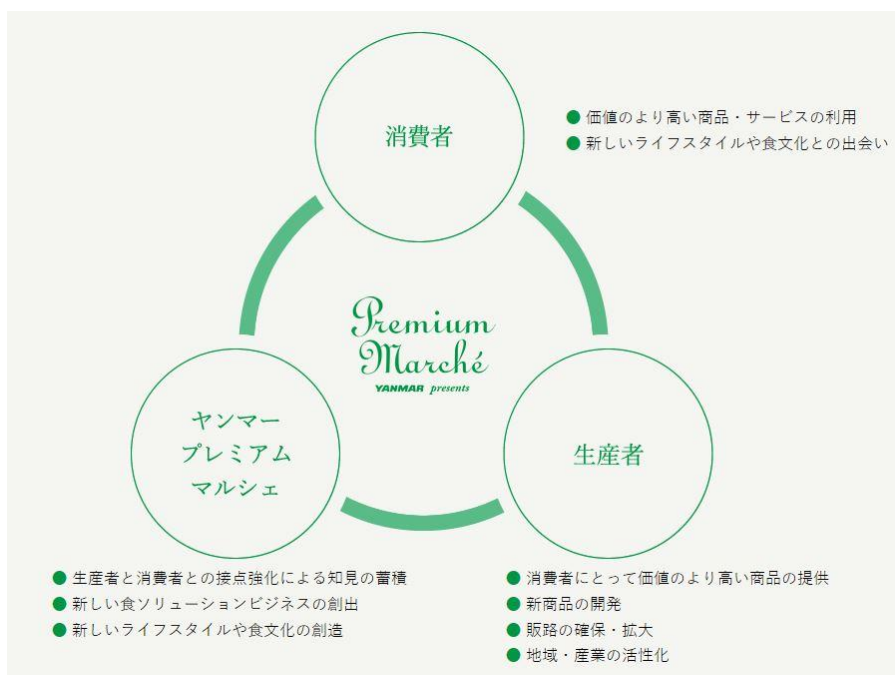 消費者
● 価値のより高い商品・サービスの利用
● 新しいライフスタイルや食文化との出会い
Premium
Marché
YANMAR presents
ヤンマー
プレミアム
マルシェ
● 生産者と消費者との接点強化による知見の蓄積
● 新しい食ソリューションビジネスの創出
● 新しいライフスタイルや食文化の創造
生産者
● 消費者にとって価値のより高い商品の提供
● 新商品の開発
● 販路の確保・拡大
● 地域・産業の活性化